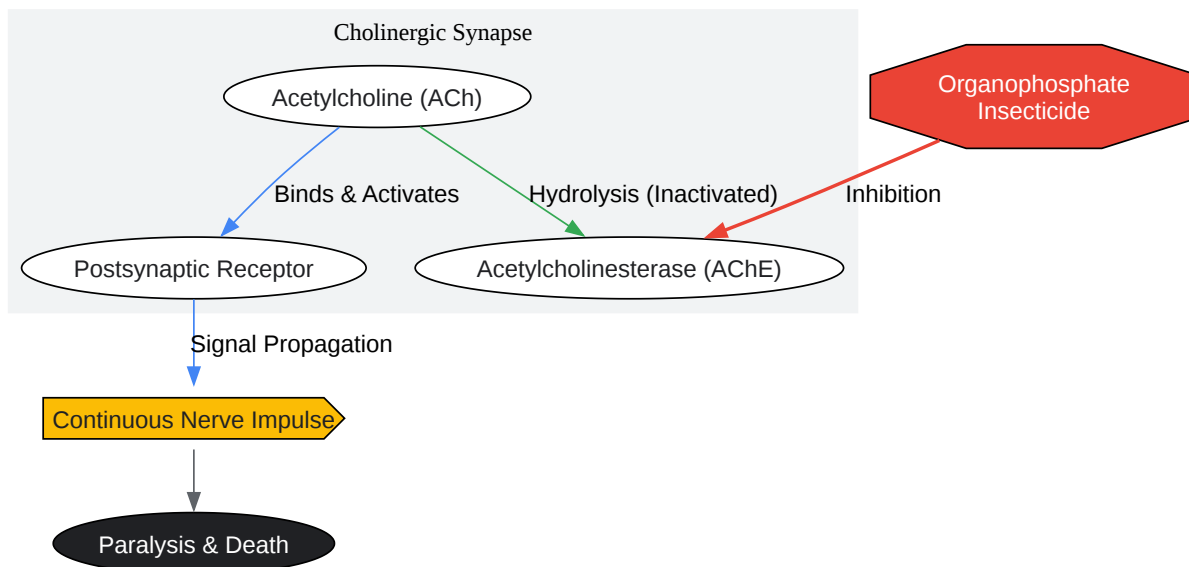 Cholinergic Synapse
Acetylcholine (ACh)
Organophosphate
Insecticide
Binds & Activates
Hydrolysis (Inactivated)
Inhibition
Postsynaptic Receptor
Acetylcholinesterase (AChE)
Signal Propagation
Continuous Nerve Impulse
Paralysis & Death